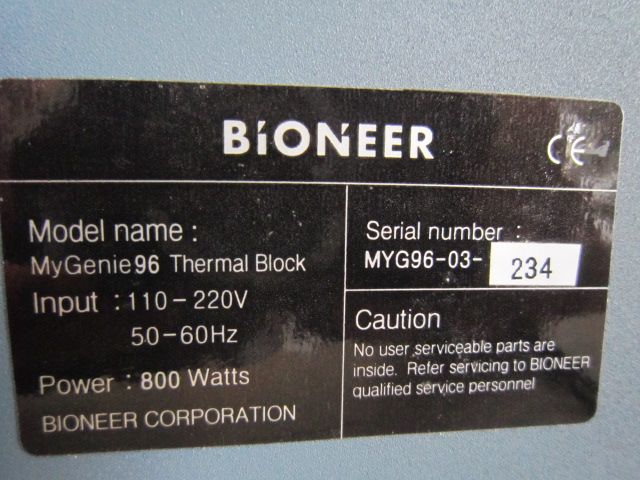 BIONEER
CE
Model name :
MyGenie96 Thermal Block
Input : 110-220V
50-60Hz
Power : 800 Watts
BIONEER CORPORATION
Serial number :
MYG96-03- 234
Caution
No user serviceable parts are
inside. Refer servicing to BIONEER
qualified service personnel